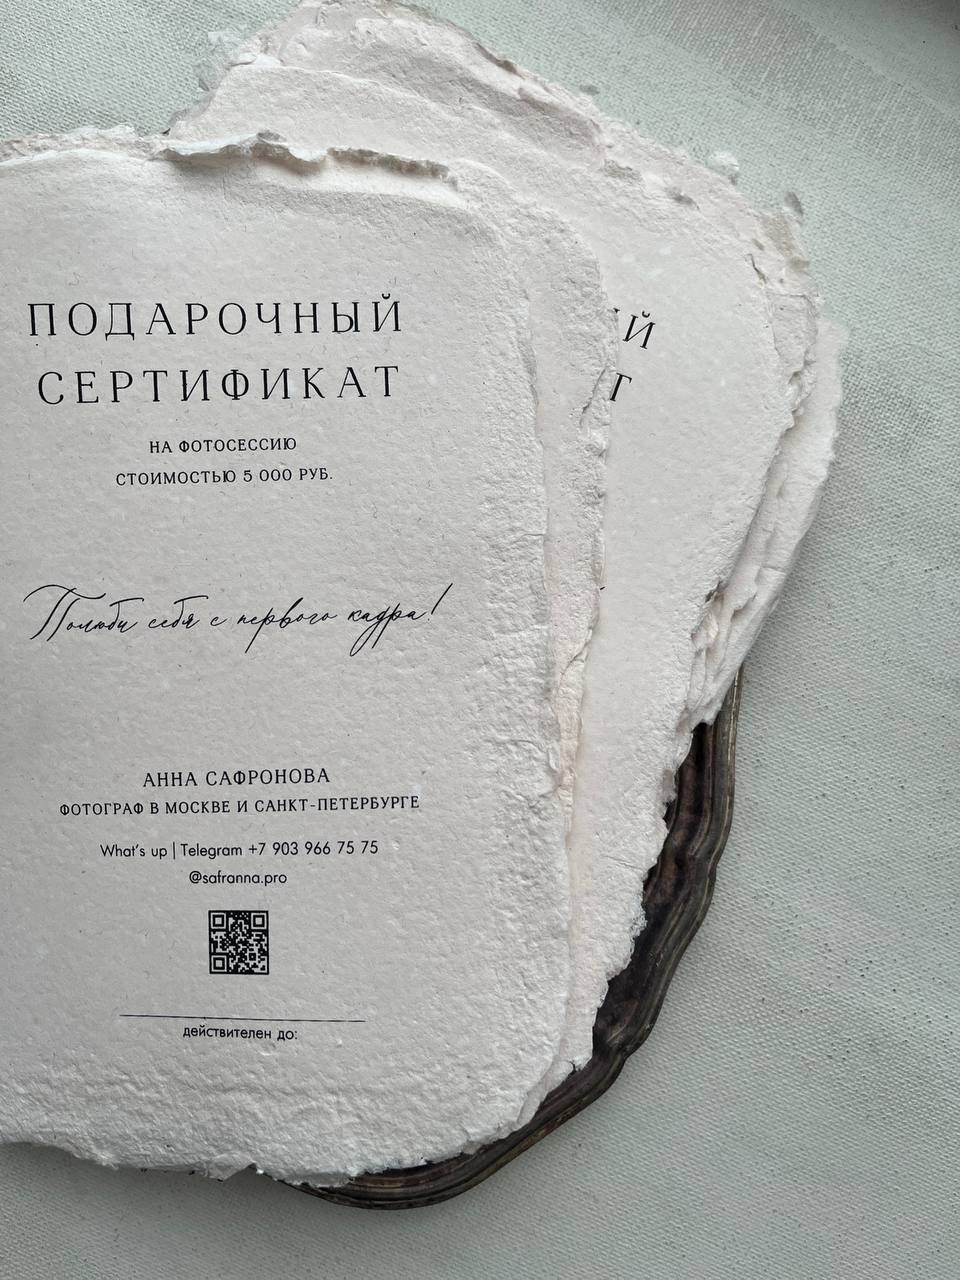 ПОДАРОЧНЫЙ
СЕРТИФИКАТ
НА ФОТОСЕССИЮ
СТОИМОСТЬЮ 5 000 РУБ.
Полюби себя с первого кадра!
АННА САФРОНОВА
ФОТОГРАФ В МОСКВЕ И САНКТ-ПЕТЕРБУРГЕ
What's up | Telegram +7 903 966 75 75
@safranna.pro
действителен до:
ИЙ
Т